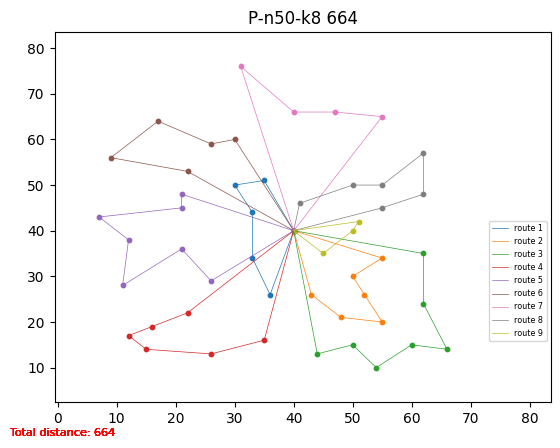 P-n50-k8 664
80
70
60
50
40
30
20
10
0 10 20 30 40 50 60 70 80
route 1
route 2
route 3
route 4
route 5
route 6
route 7
route 8
route 9
Total distance: 664